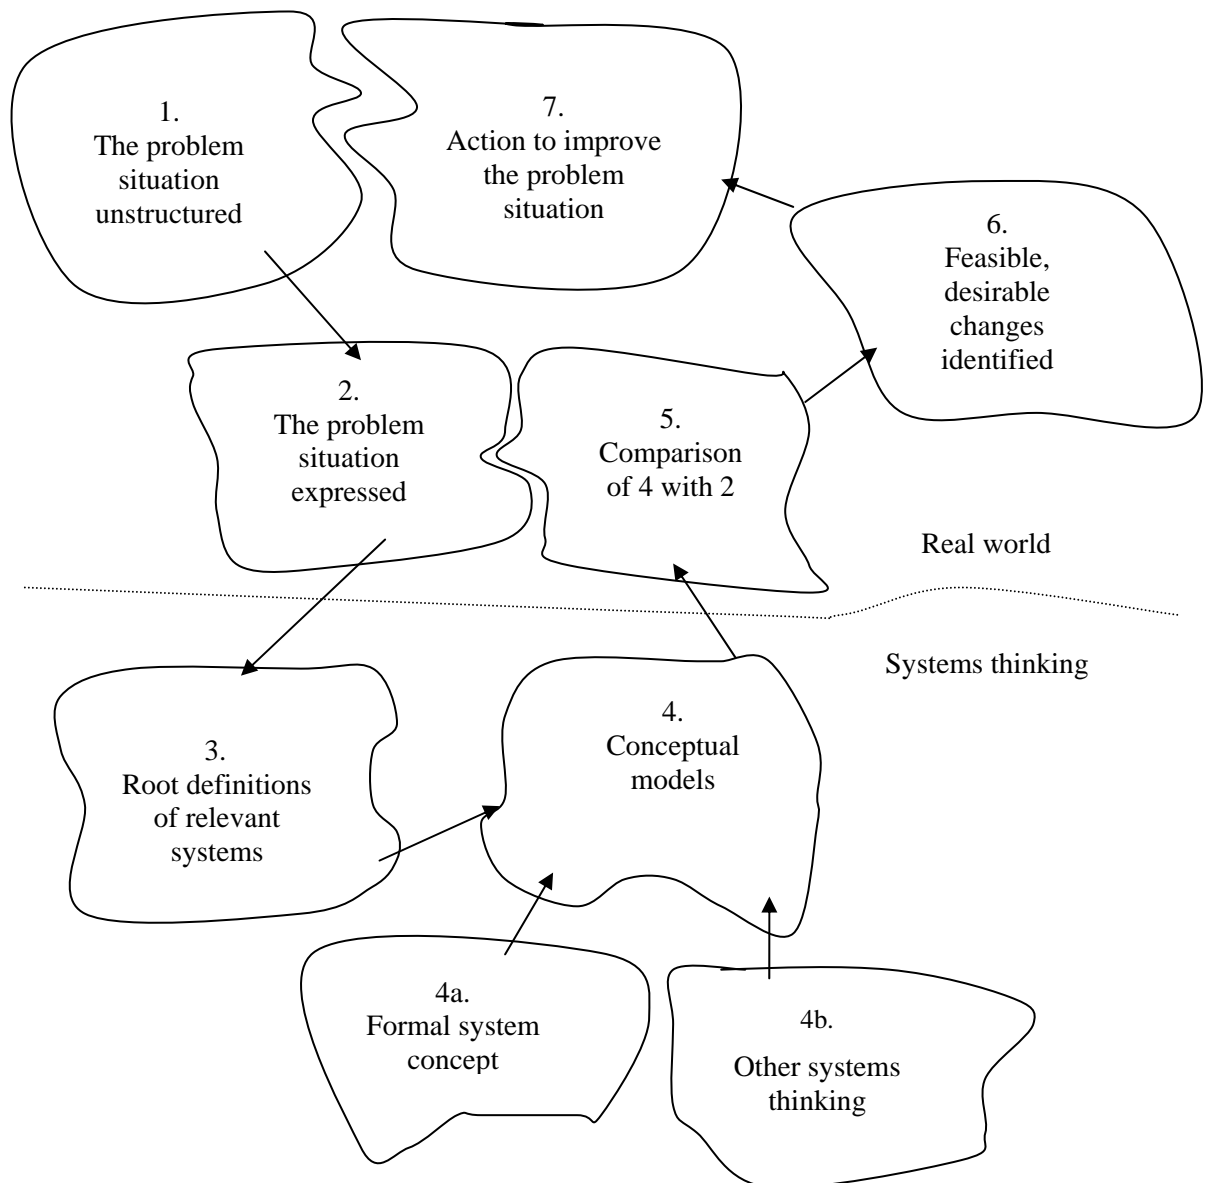 1.
The problem
situation
unstructured
7.
Action to improve
the problem
situation
6.
Feasible,
desirable
changes
identified
2.
The problem
situation
expressed
5.
Comparison
of 4 with 2
Real world
Systems thinking
3.
Root definitions
of relevant
systems
4.
Conceptual
models
4a.
Formal system
concept
4b.
Other systems
thinking